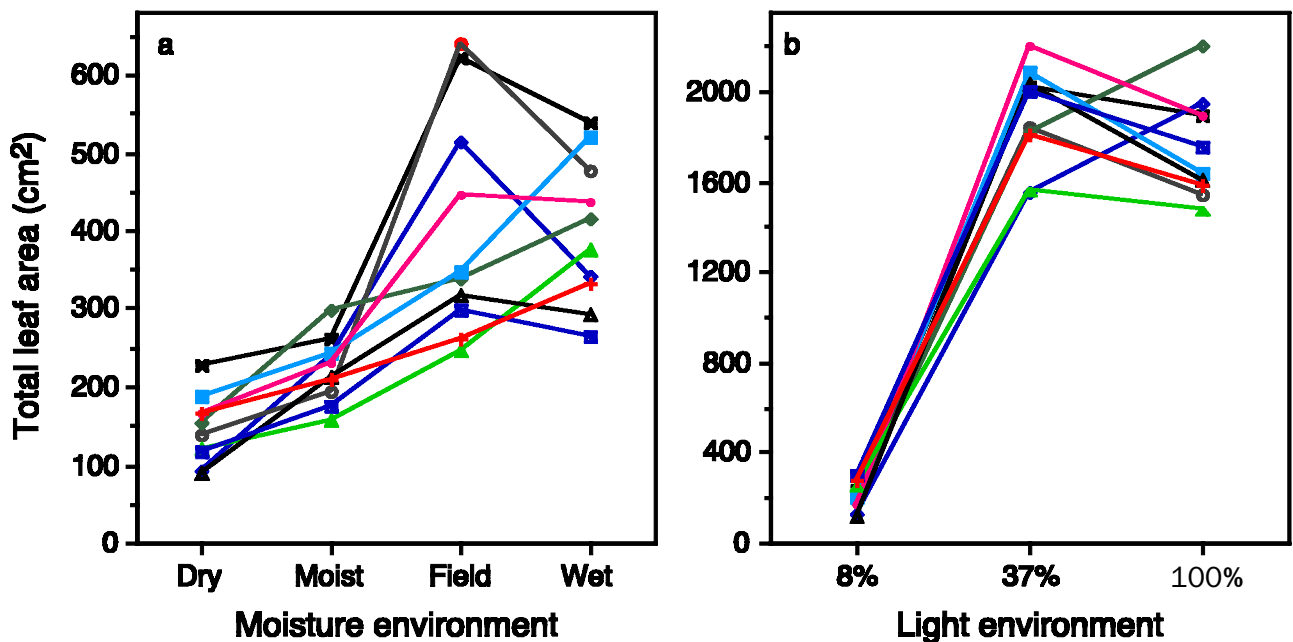 a
Total leaf area (cm2)
600
500
400
300
200
100
0
Dry Moist Field Wet
Moisture environment
b
2000
1600
1200
800
400
0
8% 37% 100%
Light environment